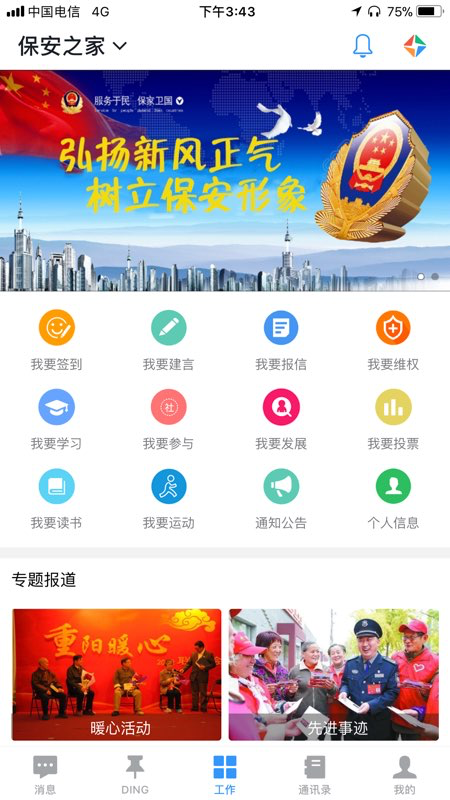 中国电信 4G 下午3:43 75%
保安之家
服务于民 保家卫国
弘扬新风正气
树立保安形象
我要签到 我要建言 我要报信 我要维权
社
我要学习 我要参与 我要发展 我要投票
我要读书 我要运动 通知公告 个人信息
专题报道
重阳暖心
暖心活动 先进事迹
消息 DING 工作 通讯录 我的